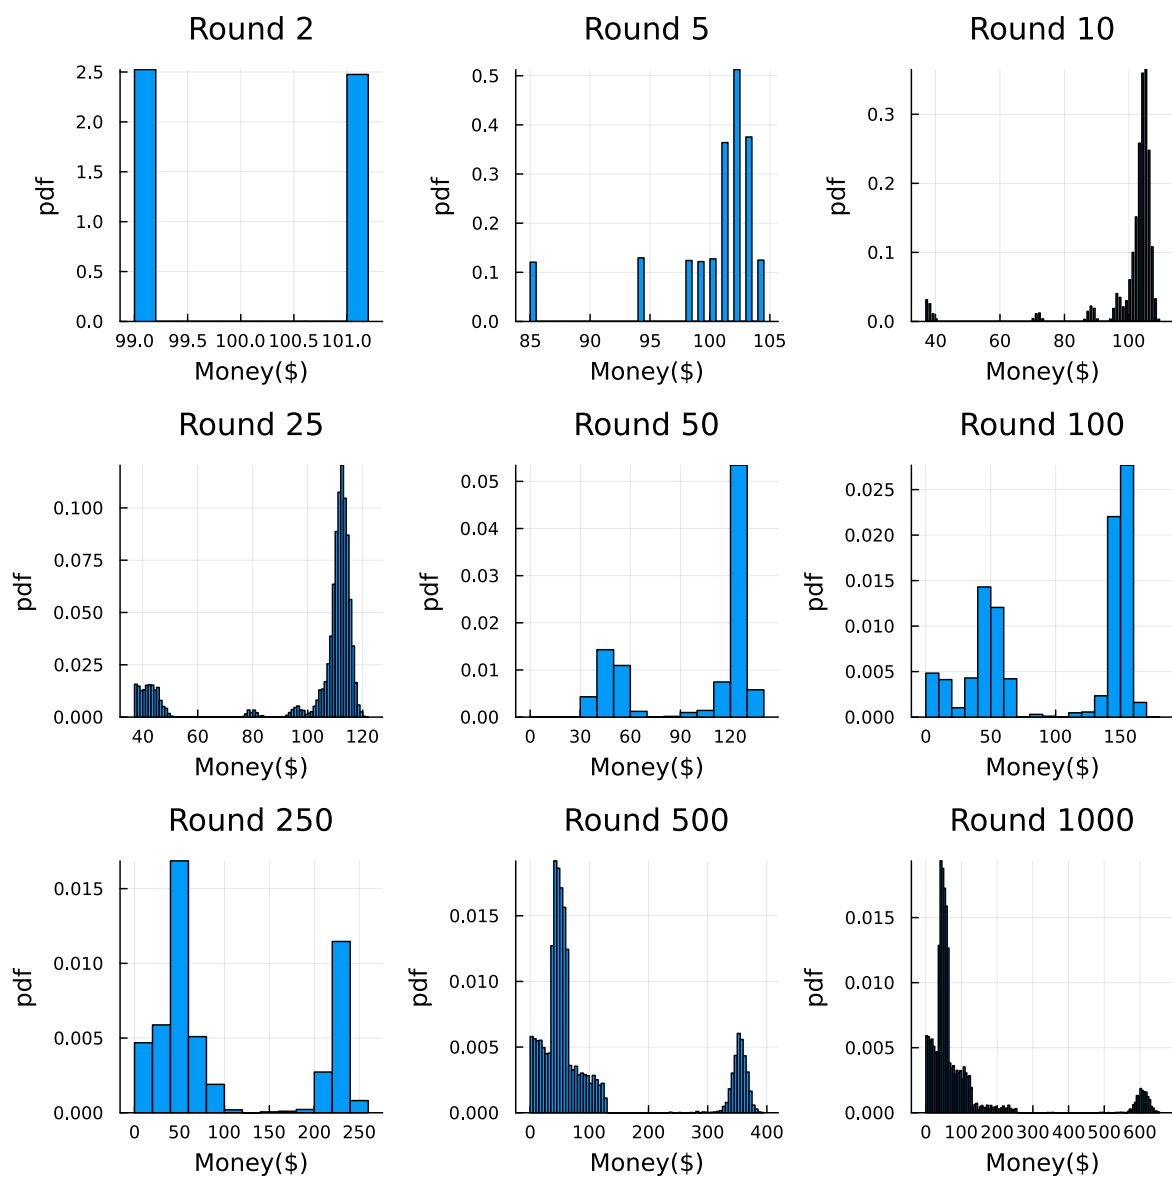 Round 2
Round 5
Round 10
pdf
2.5
2.0
1.5
1.0
0.5
0.0
99.0 99.5 100.0 100.5 101.0
Money($)
pdf
0.5
0.4
0.3
0.2
0.1
0.0
85 90 95 100 105
Money($)
pdf
0.3
0.2
0.1
0.0
40 60 80 100
Money($)
Round 25
Round 50
Round 100
pdf
0.100
0.075
0.050
0.025
0.000
40 60 80 100 120
Money($)
pdf
0.05
0.04
0.03
0.02
0.01
0.00
0 30 60 90 120
Money($)
pdf
0.025
0.020
0.015
0.010
0.005
0.000
0 50 100 150
Money($)
Round 250
Round 500
Round 1000
pdf
0.015
0.010
0.005
0.000
0 50 100 150 200 250
Money($)
pdf
0.015
0.010
0.005
0.000
0 100 200 300 400
Money($)
pdf
0.015
0.010
0.005
0.000
0 100 200 300 400 500 600
Money($)